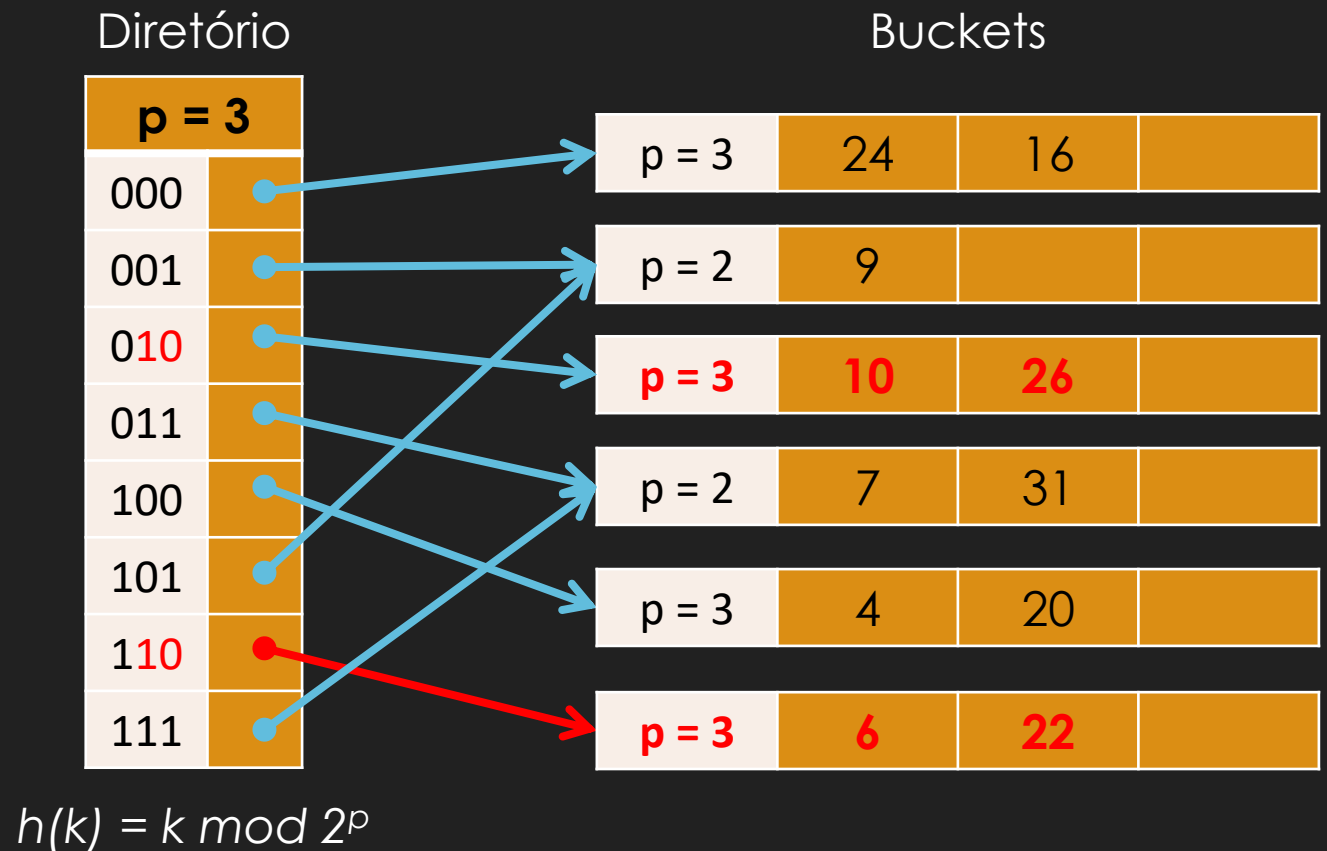 Diretório Buckets
p = 3
000
001
010
011
100
101
110
111
p = 3 24 16
p = 2 9
p = 3 10 26
p = 2 7 31
p = 3 4 20
p = 3 6 22
h(k) = k mod 2ᵖ